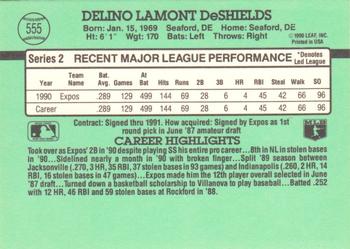 555
DELINO LAMONT DeSHIELDS
Born: Jan. 15, 1969 Seaford, DE Home: Seaford, DE
Ht: 6' 1" Wgt: 170 Bats: Left Throws: Right
© 1990 LEAF, INC.
PRINTED IN USA
Series 2 RECENT MAJOR LEAGUE PERFORMANCE *Denotes Led League
Bat. avg. G AB R Hits 2B 3B HR RBI Steal Walk SO
1990 Expos .289 129 499 69 144 28 6 4 45 42 66 96
Career .289 129 499 69 144 28 6 4 45 42 66 96
Contract: Signed thru 1991. How acquired: Signed by Expos as 1st
round pick in June '87 amateur draft
MLB
CAREER HIGHLIGHTS
Took over as Expos' 2B in '90 despite playing SS his entire pro career...8th in NL in stolen bases
in '90...Sidelined nearly a month in '90 with broken finger...Split '89 season between
Jacksonville (.270, 3 HR, 35 RBI, 37 stolen bases in 93 games) and Indianapolis (.260, 2 HR, 14
RBI, 16 stolen bases in 47 games)...Expos made him the 12th player overall selected in June
'87 draft...Turned down a basketball scholarship to Villanova to play baseball...Batted .252
with 12 HR, 46 RBI and 59 stolen bases at Rockford in '88.